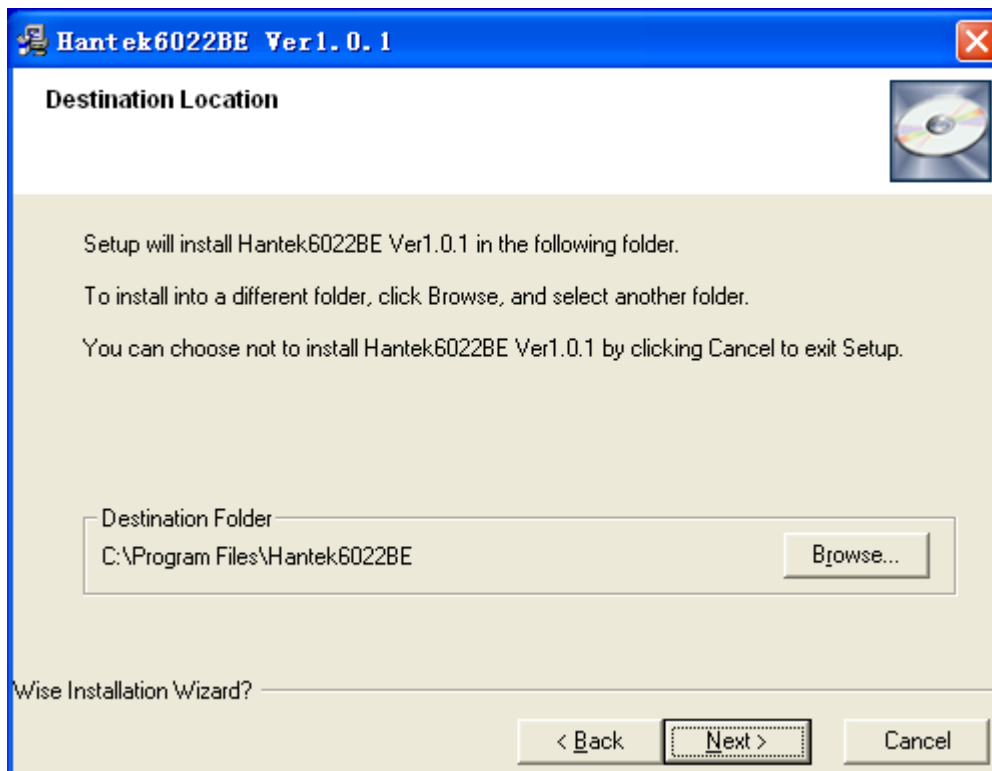 Hantek6022BE Ver1.0.1
Destination Location
Setup will install Hantek6022BE Ver1.0.1 in the following folder.
To install into a different folder, click Browse, and select another folder.
You can choose not to install Hantek6022BE Ver1.0.1 by clicking Cancel to exit Setup.
Destination Folder
C:\Program Files\Hantek6022BE
Browse...
Wise Installation Wizard?
< Back
Next >
Cancel